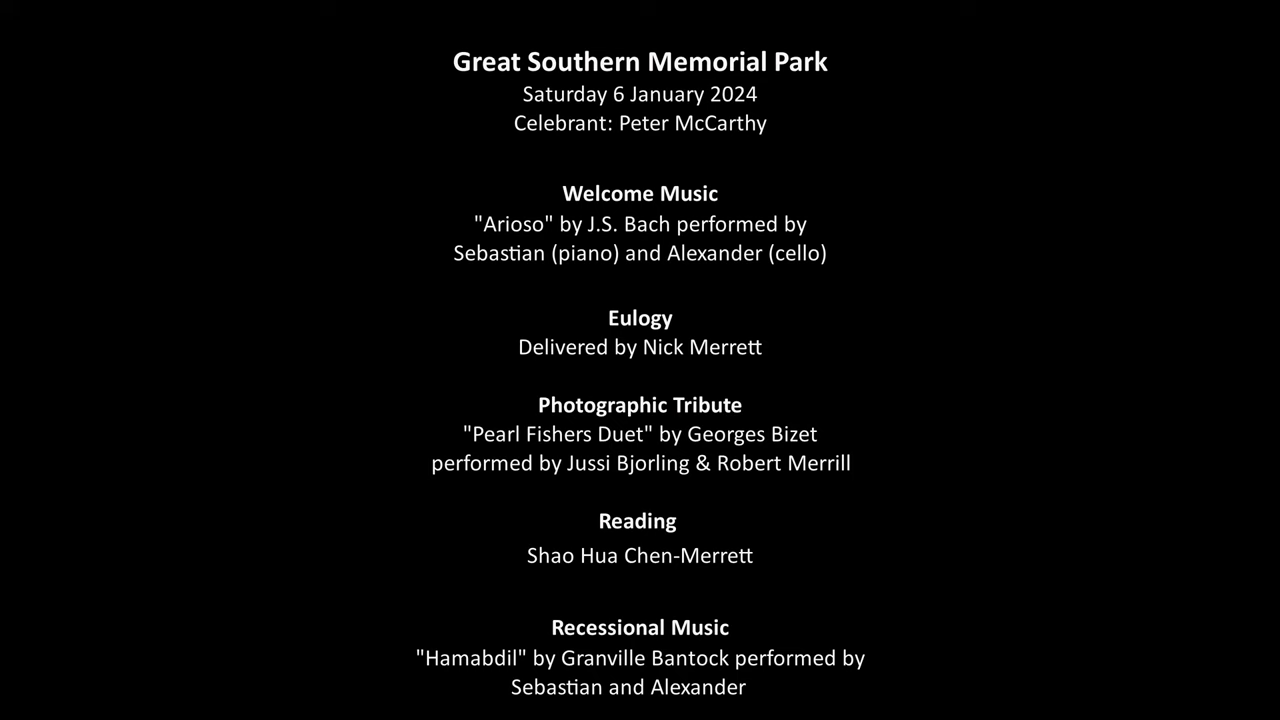 Great Southern Memorial Park
Saturday 6 January 2024
Celebrant: Peter McCarthy
Welcome Music
"Arioso" by J.S. Bach performed by
Sebastian (piano) and Alexander (cello)
Eulogy
Delivered by Nick Merrett
Photographic Tribute
"Pearl Fishers Duet" by Georges Bizet
performed by Jussi Bjorling & Robert Merrill
Reading
Shao Hua Chen-Merrett
Recessional Music
"Hamabdil" by Granville Bantock performed by
Sebastian and Alexander